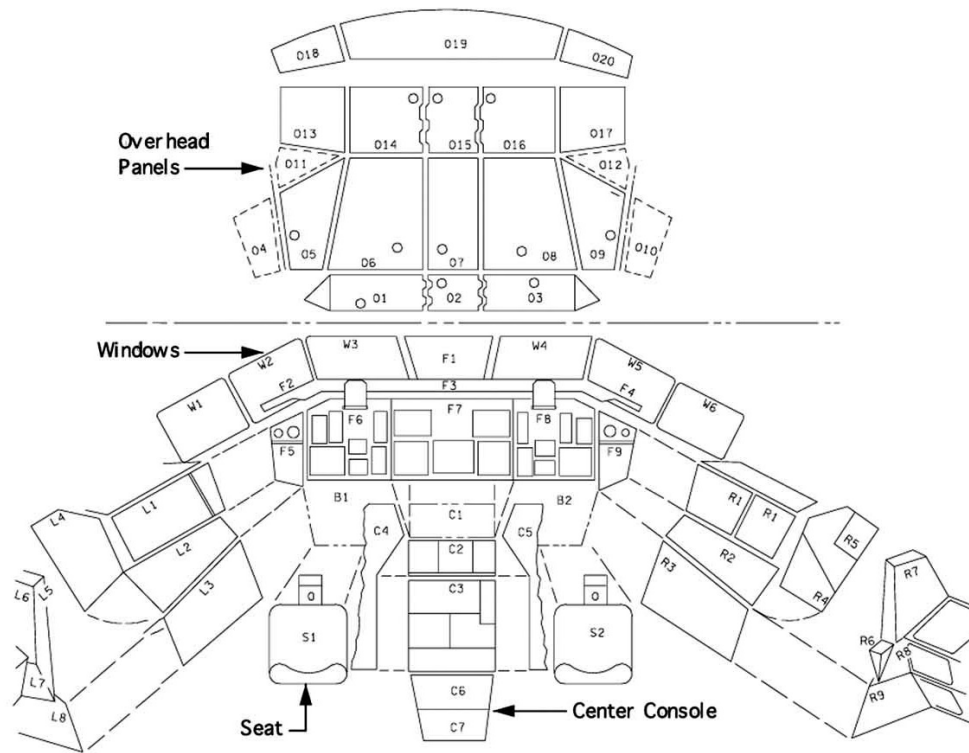 O18 O19 O20
O13 O14 O15 O16 O17
Overhead
Panels
O11 O12
O4 O5 O6 O7 O8 O9 O10
O1 O2 O3
Windows
W1 W2 W3 F1 W4 W5 W6
F2 F3 F4
F5 F6 F7 F8 F9
B1 B2
L4 L1 C4 C1 C5 R1 R1 R5
L2 C2 R2
L6 L5 L3 C3 R3 R4 R7
O O
S1 S2
R6
L7 R8
L8 C6 R9
C7
Seat
Center Console